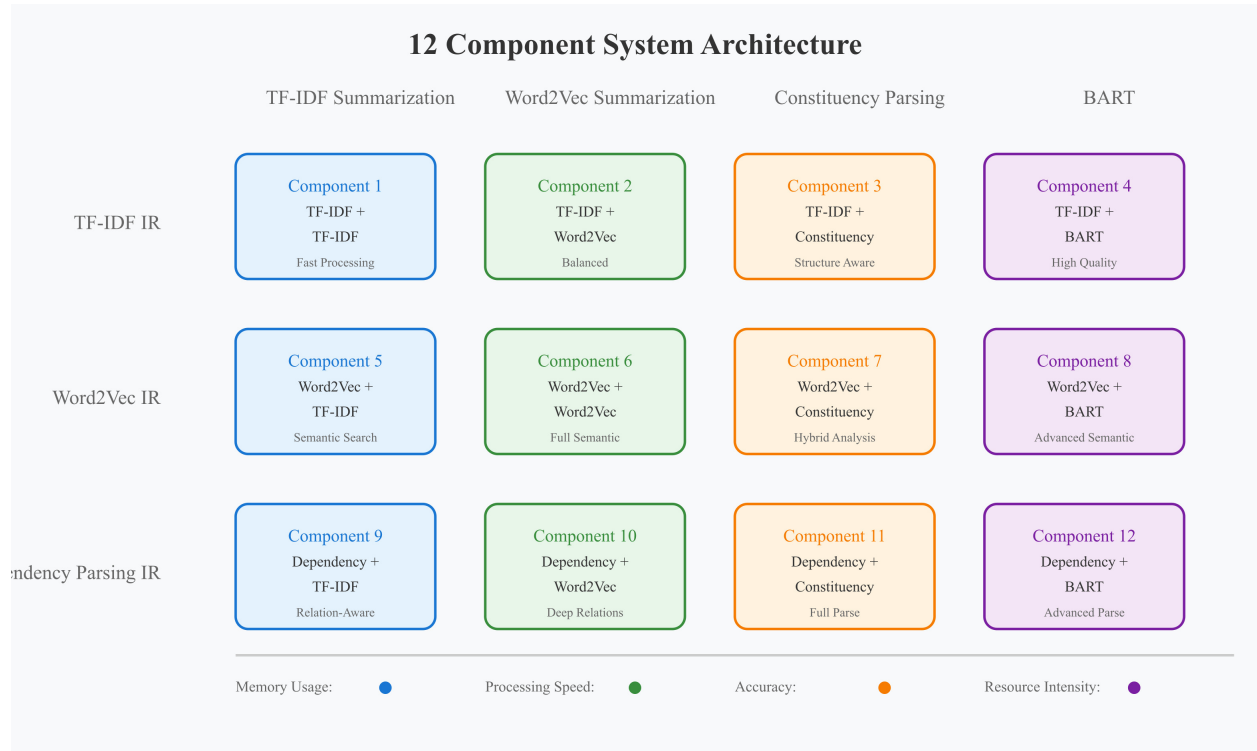 12 Component System Architecture
TF-IDF Summarization Word2Vec Summarization Constituency Parsing BART
TF-IDF IR
Component 1
TF-IDF +
TF-IDF
Fast Processing
Component 2
TF-IDF +
Word2Vec
Balanced
Component 3
TF-IDF +
Constituency
Structure Aware
Component 4
TF-IDF +
BART
High Quality
Word2Vec IR
Component 5
Word2Vec +
TF-IDF
Semantic Search
Component 6
Word2Vec +
Word2Vec
Full Semantic
Component 7
Word2Vec +
Constituency
Hybrid Analysis
Component 8
Word2Vec +
BART
Advanced Semantic
endency Parsing IR
Component 9
Dependency +
TF-IDF
Relation-Aware
Component 10
Dependency +
Word2Vec
Deep Relations
Component 11
Dependency +
Constituency
Full Parse
Component 12
Dependency +
BART
Advanced Parse
Memory Usage: Processing Speed: Accuracy: Resource Intensity: